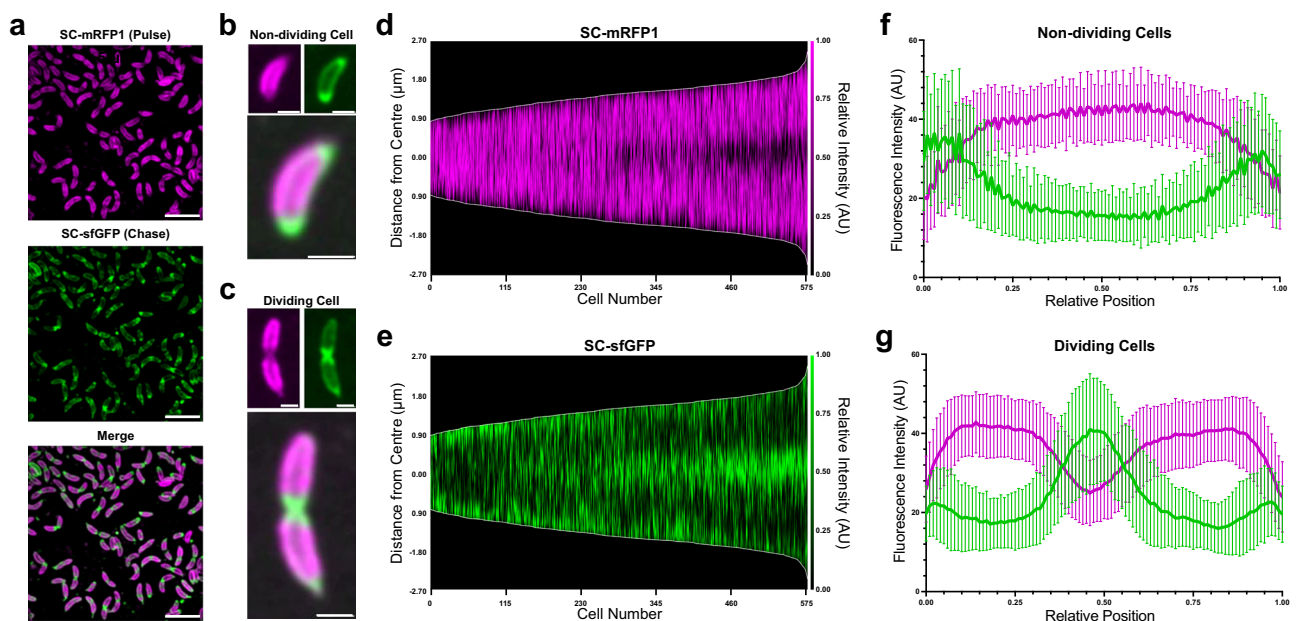 a
SC-mRFP1 (Pulse)
SC-sfGFP (Chase)
Merge
b
Non-dividing Cell
c
Dividing Cell
d
SC-mRFP1
Distance from Centre (µm)
2.70
1.80
0.90
0.00
0.90
-1.80
-2.70
0
115
230
345
460
575
Cell Number
1.00
0.75
0.50
0.25
0.00
Relative Intensity (AU)
e
SC-sfGFP
Distance from Centre (µm)
2.70
1.80
0.90
0.00
0.90
-1.80
-2.70
0
115
230
345
460
575
Cell Number
1.00
0.75
0.50
0.25
0.00
Relative Intensity (AU)
f
Non-dividing Cells
Fluorescence Intensity (AU)
60
40
20
0
0.00
0.25
0.50
0.75
1.00
Relative Position
g
Dividing Cells
Fluorescence Intensity (AU)
60
40
20
0
0.00
0.25
0.50
0.75
1.00
Relative Position